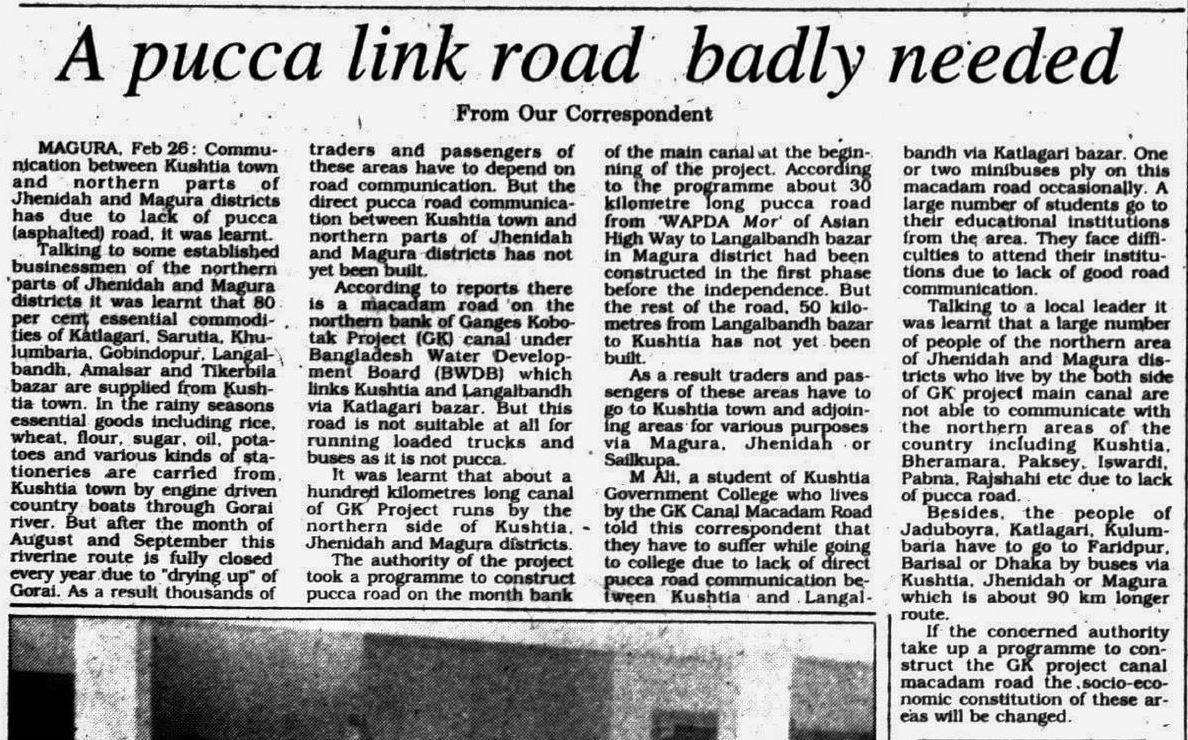 A pucca link road badly needed
From Our Correspondent
MAGURA, Feb 26: Commu-
nication between Kushtia town
and northern parts of
Jhenidah and Magura districts
has due to lack of pucca
(asphalted) road, it was learnt.
Talking to some established
businessmen of the northern
parts of Jhenidah and Magura
districts it was learnt that 80
per cent essential commodi-
ties of Katlagari, Sarutia, Khu-
lumbaria, Gobindopur, Langal-
bandh, Amalsar and Tikerbila
bazar are supplied from Kush-
tia town. In the rainy seasons
essential goods including rice,
wheat, flour, sugar, oil, pota-
toes and various kinds of sta-
tioneries are carried from
Kushtia town by engine driven
country boats through Gorai
river. But after the month of
August and September this
riverine route is fully closed
every year due to "drying up" of
Gorai. As a result thousands of
traders and passengers of
these areas have to depend on
road communication. But the
direct pucca road communica-
tion between Kushtia town and
northern parts of Jhenidah
and Magura districts has not
yet been built.
According to reports there
is a macadam road on the
northern bank of Ganges Kobo-
tak Project (GK) canal under
Bangladesh Water Develop-
ment Board (BWDB) which
links Kushtia and Langalbandh
via Katlagari bazar. But this
road is not suitable at all for
running loaded trucks and
buses as it is not pucca.
It was learnt that about a
hundred kilometres long canal
of GK Project runs by the
northern side of Kushtia,
Jhenidah and Magura districts.
The authority of the project
took a programme to construct
pucca road on the month bank
of the main canal at the begin-
ning of the project. According
to the programme about 30
kilometre long pucca road
from 'WAPDA Mor' of Asian
High Way to Langalbandh bazar
in Magura district had been
constructed in the first phase
before the independence. But
the rest of the road, 50 kilo-
metres from Langalbandh bazar
to Kushtia has not yet been
built.
As a result traders and pas-
sengers of these areas have to
go to Kushtia town and adjoin-
ing areas for various purposes
via Magura, Jhenidah or
Sailkupa.
M Ali, a student of Kushtia
Government College who lives
by the GK Canal Macadam Road
told this correspondent that
they have to suffer while going
to college due to lack of direct
pucca road communication be-
tween Kushtia and Langal-
bandh via Katlagari bazar. One
or two minibuses ply on this
macadam road occasionally. A
large number of students go to
their educational institutions
from the area. They face diffi-
culties to attend their institu-
tions due to lack of good road
communication.
Talking to a local leader it
was learnt that a large number
of people of the northern area
of Jhenidah and Magura dis-
tricts who live by the both side
of GK project main canal are
not able to communicate with
the northern areas of the
country including Kushtia,
Bheramara, Paksey, Iswardi,
Pabna, Rajshahi etc due to lack
of pucca road.
Besides, the people of
Jaduboyra, Katlagari, Kulum-
baria have to go to Faridpur,
Barisal or Dhaka by buses via
Kushtia, Jhenidah or Magura
which is about 90 km longer
route.
If the concerned authority
take up a programme to con-
struct the GK project canal
macadam road the socio-eco-
nomic constitution of these ar-
eas will be changed.